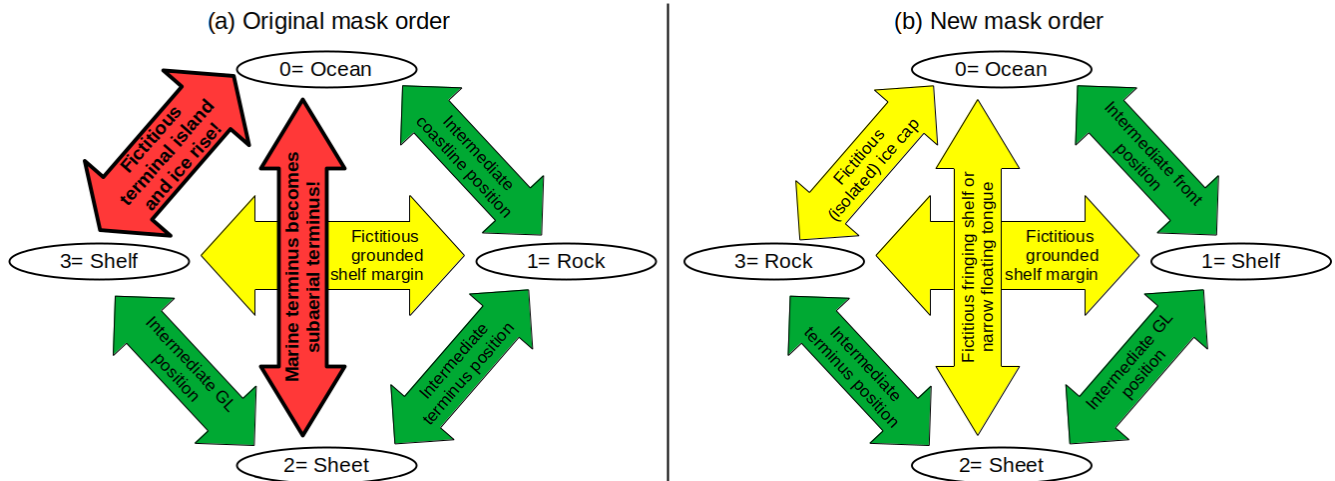 (a) Original mask order
0= Ocean
Fictitious
terminal island
and ice rise!
Marine terminus becomes
subaerial terminus!
Intermediate
coastline position
3= Shelf
Fictitious
grounded
shelf margin
1= Rock
Intermediate GL
position
Intermediate
terminus position
2= Sheet
(b) New mask order
0= Ocean
Fictitious
(isolated) ice cap
Fictitious fringing shelf or
narrow floating tongue
Intermediate front
position
3= Rock
Fictitious
grounded
shelf margin
1= Shelf
Intermediate
terminus position
Intermediate GL
position
2= Sheet